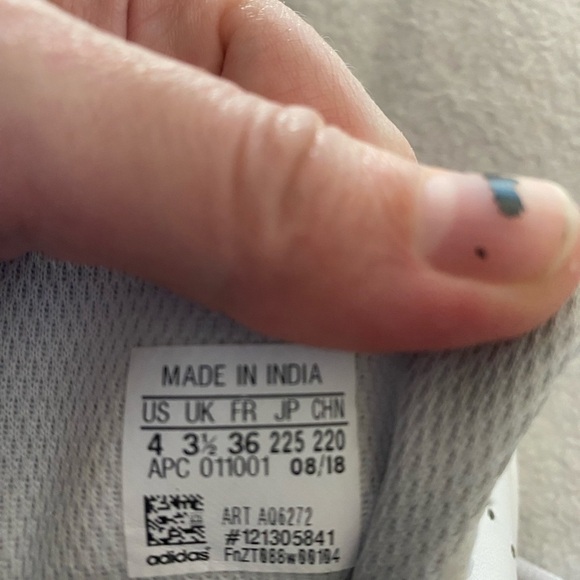 MADE IN INDIA
US UK FR JP CHN
4 3½ 36 225 220
APC 011001 08/18
ART AQ6272
#121305841
adidas FnZT088w00104